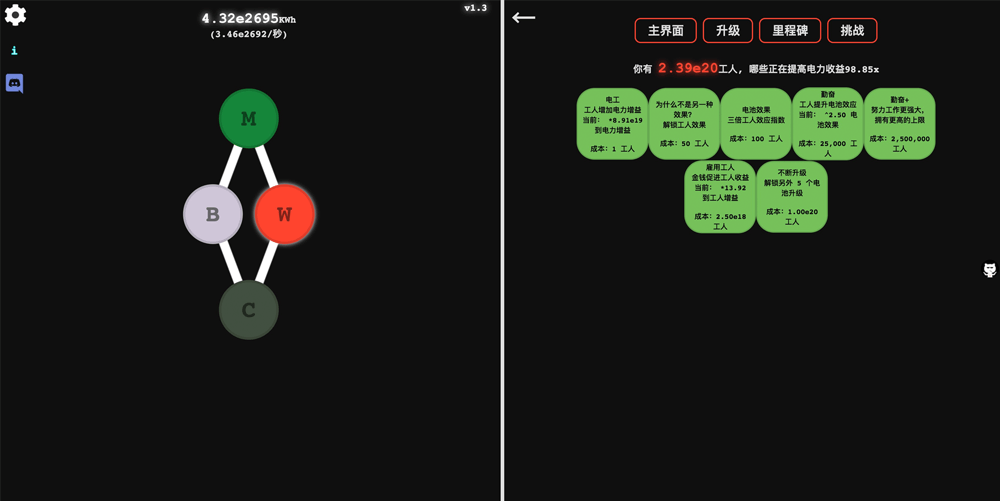 4.32e2695KWh
(3.46e2692/秒)
v1.3
i
M
B
W
C
主界面
升级
里程碑
挑战
你有 2.39e20工人, 哪些正在提高电力收益98.85x
电工
工人增加电力增益
当前: *8.91e19
到电力增益
成本: 1 工人
为什么不是另一种
效果?
解锁工人效果
成本: 50 工人
电池效果
三倍工人效应指数
成本: 100 工人
勤奋
工人提升电池效应
当前: ^2.50 电
池效果
成本: 25,000 工
人
勤奋+
努力工作更强大,
拥有更高的上限
成本: 2,500,000
工人
雇用工人
金钱促进工人收益
当前: *13.92
到工人增益
成本: 2.50e18
工人
不断升级
解锁另外 5 个电
池升级
成本: 1.00e20
工人